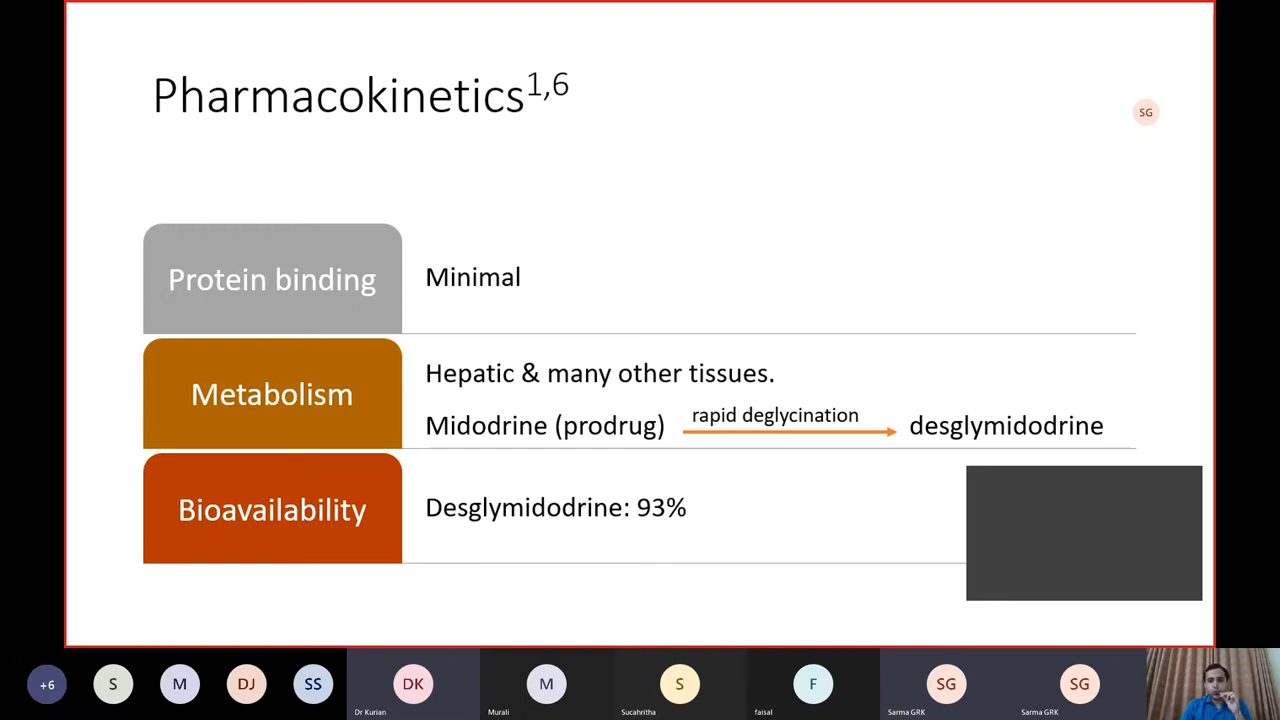 Pharmacokinetics1,6
SG
Protein binding
Minimal
Metabolism
Hepatic & many other tissues.
Midodrine (prodrug) rapid deglycination desglymidodrine
Bioavailability
Desglymidodrine: 93%
+6
S
M
DJ
SS
DK
M
S
F
SG
SG
Dr Kurian
Murali
Sucahritha
faisal
Sarma GRK
Sarma GRK